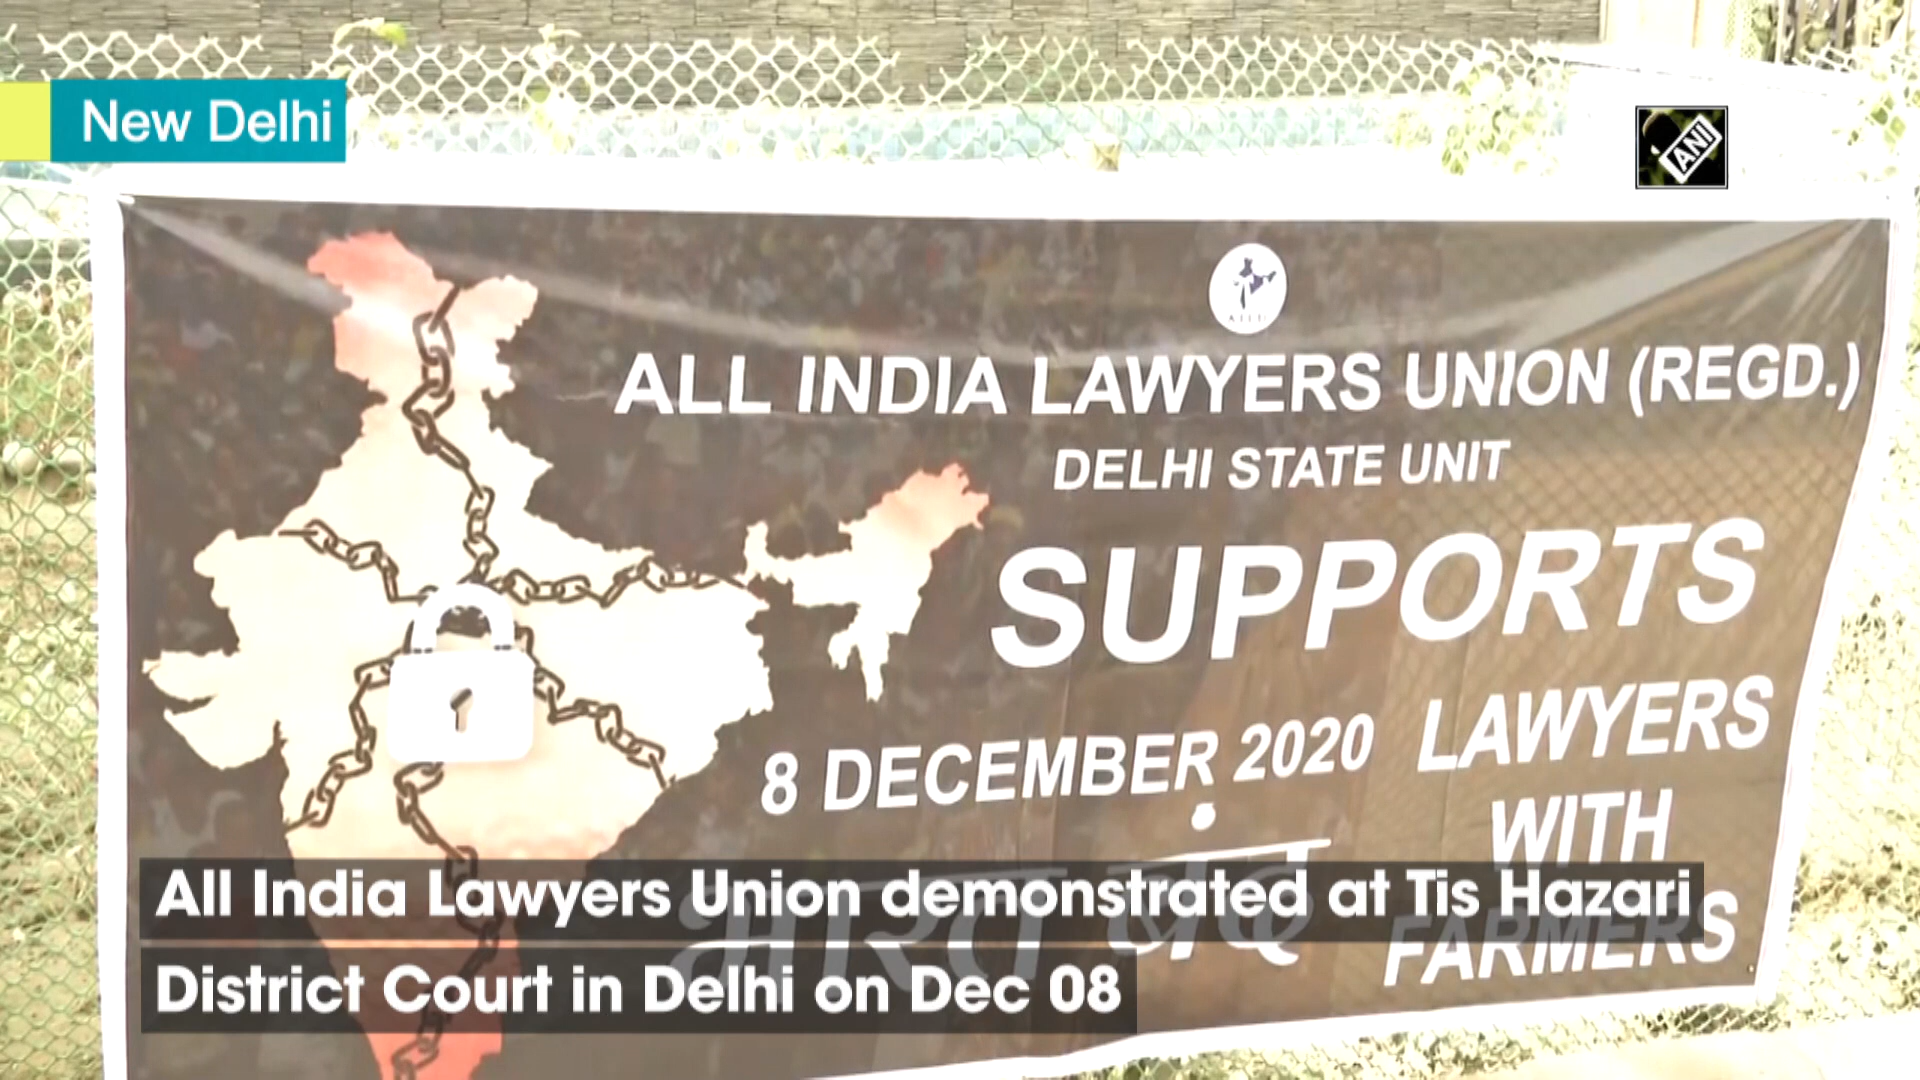 New Delhi
ANI
AILU
ALL INDIA LAWYERS UNION (REGD.)
DELHI STATE UNIT
SUPPORTS
8 DECEMBER 2020
भारत बंद
LAWYERS
WITH
FARMERS
All India Lawyers Union demonstrated at Tis Hazari
District Court in Delhi on Dec 08